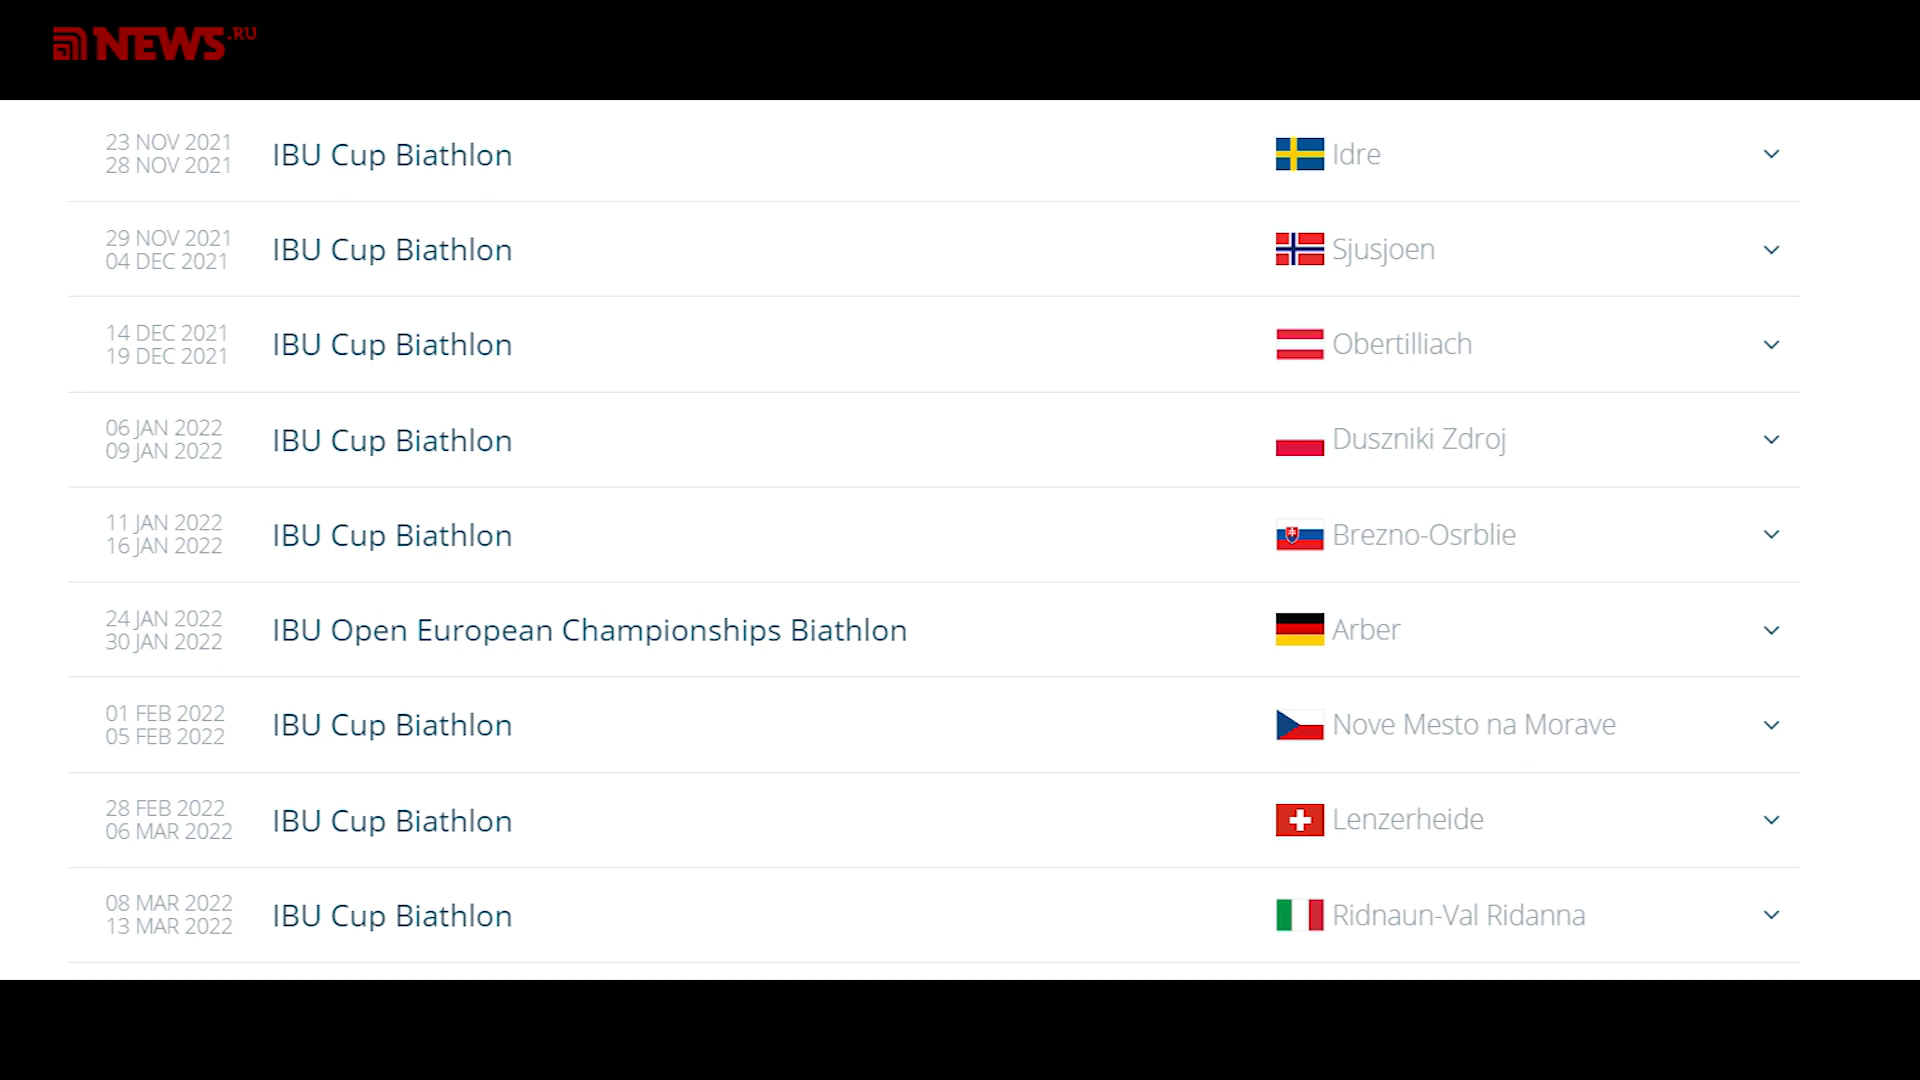 NEWS.RU
23 NOV 2021
28 NOV 2021
IBU Cup Biathlon
Idre
29 NOV 2021
04 DEC 2021
IBU Cup Biathlon
Sjusjoen
14 DEC 2021
19 DEC 2021
IBU Cup Biathlon
Obertilliach
06 JAN 2022
09 JAN 2022
IBU Cup Biathlon
Duszniki Zdroj
11 JAN 2022
16 JAN 2022
IBU Cup Biathlon
Brezno-Osrblie
24 JAN 2022
30 JAN 2022
IBU Open European Championships Biathlon
Arber
01 FEB 2022
05 FEB 2022
IBU Cup Biathlon
Nove Mesto na Morave
28 FEB 2022
06 MAR 2022
IBU Cup Biathlon
Lenzerheide
08 MAR 2022
13 MAR 2022
IBU Cup Biathlon
Ridnaun-Val Ridanna